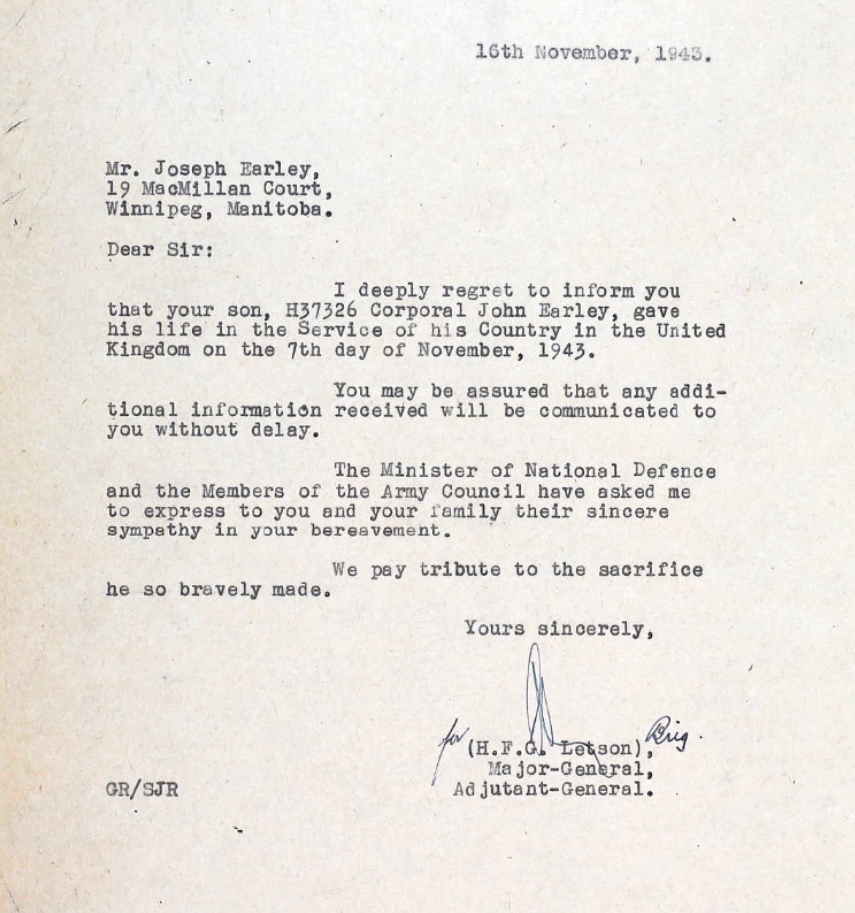 16th November, 1943.
Mr. Joseph Earley,
19 MacMillan Court,
Winnipeg, Manitoba.
Dear Sir:
I deeply regret to inform you
that your son, H37326 Corporal John Earley, gave
his life in the Service of his Country in the United
Kingdom on the 7th day of November, 1943.
You may be assured that any addi-
tional information received will be communicated to
you without delay.
The Minister of National Defence
and the Members of the Army Council have asked me
to express to you and your family their sincere
sympathy in your bereavement.
We pay tribute to the sacrifice
he so bravely made.
Yours sincerely,
for (H.F.G. Letson), Brig.
Major-General,
GR/SJR Adjutant-General.